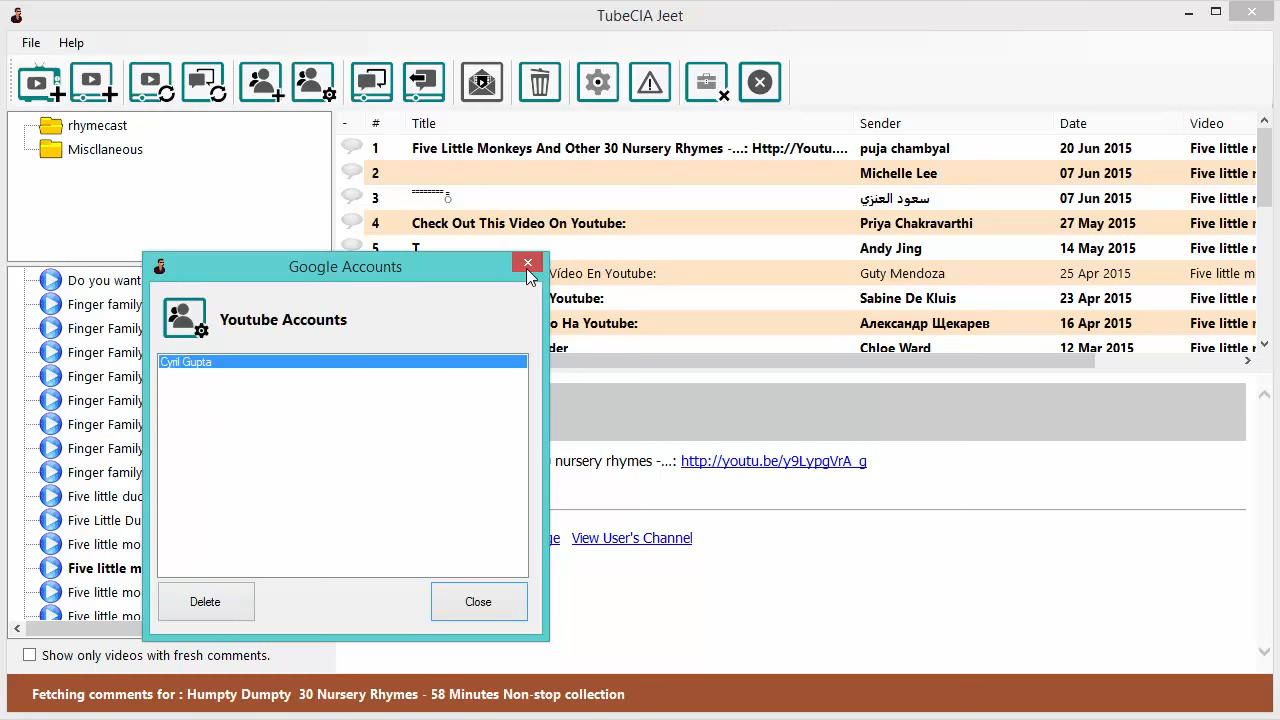 TubeCIA Jeet
File Help
rhymecast
Miscllaneous
- # Title Sender Date Video
1 Five Little Monkeys And Other 30 Nursery Rhymes -...: Http://Youtu.... puja chambyal 20 Jun 2015 Five little r
2 Michelle Lee 07 Jun 2015 Five little r
3 سعود العنزي 07 Jun 2015 Five little r
4 Check Out This Video On Youtube: Priya Chakravarthi 27 May 2015 Five little r
5 T Andy Jing 14 May 2015 Five little r
Vídeo En Youtube: Guty Mendoza 25 Apr 2015 Five little m
Youtube: Sabine De Kluis 23 Apr 2015 Five little r
о На Youtube: Александр Щекарев 16 Apr 2015 Five little r
der Chloe Ward 12 Mar 2015 Five little r
Do you want
Finger family
Finger Family
Finger Family
Finger Family
Finger Family
Finger Family
Finger Family
Finger family
Five little duc
Five Little Du
Five little mo
Five little m
Five little mo
Five little mo
Google Accounts
Youtube Accounts
Cyril Gupta
Delete Close
0 nursery rhymes -...: http://youtu.be/y9LypgVrA_g
ge View User's Channel
Show only videos with fresh comments.
Fetching comments for : Humpty Dumpty 30 Nursery Rhymes - 58 Minutes Non-stop collection